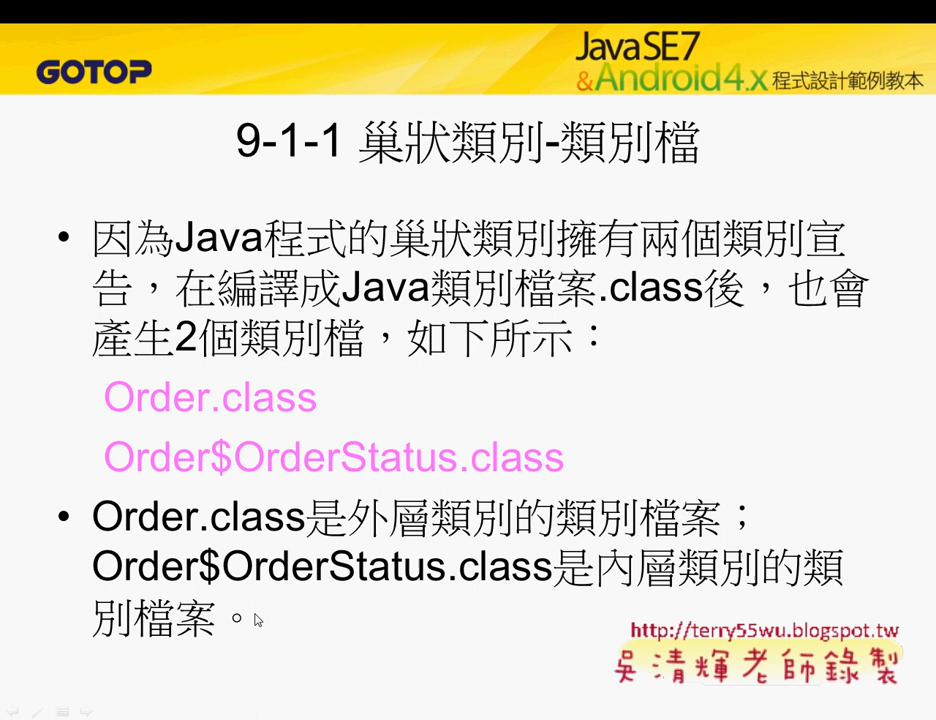 GOTOP
Java SE 7
&Android 4.x 程式設計範例教本
9-1-1 巢狀類別-類別檔
• 因為Java程式的巢狀類別擁有兩個類別宣
告，在編譯成Java類別檔案.class後，也會
產生2個類別檔，如下所示：
Order.class
Order$OrderStatus.class
• Order.class是外層類別的類別檔案；
Order$OrderStatus.class是內層類別的類
別檔案。
http://terry55wu.blogspot.tw
吳清輝老師錄製